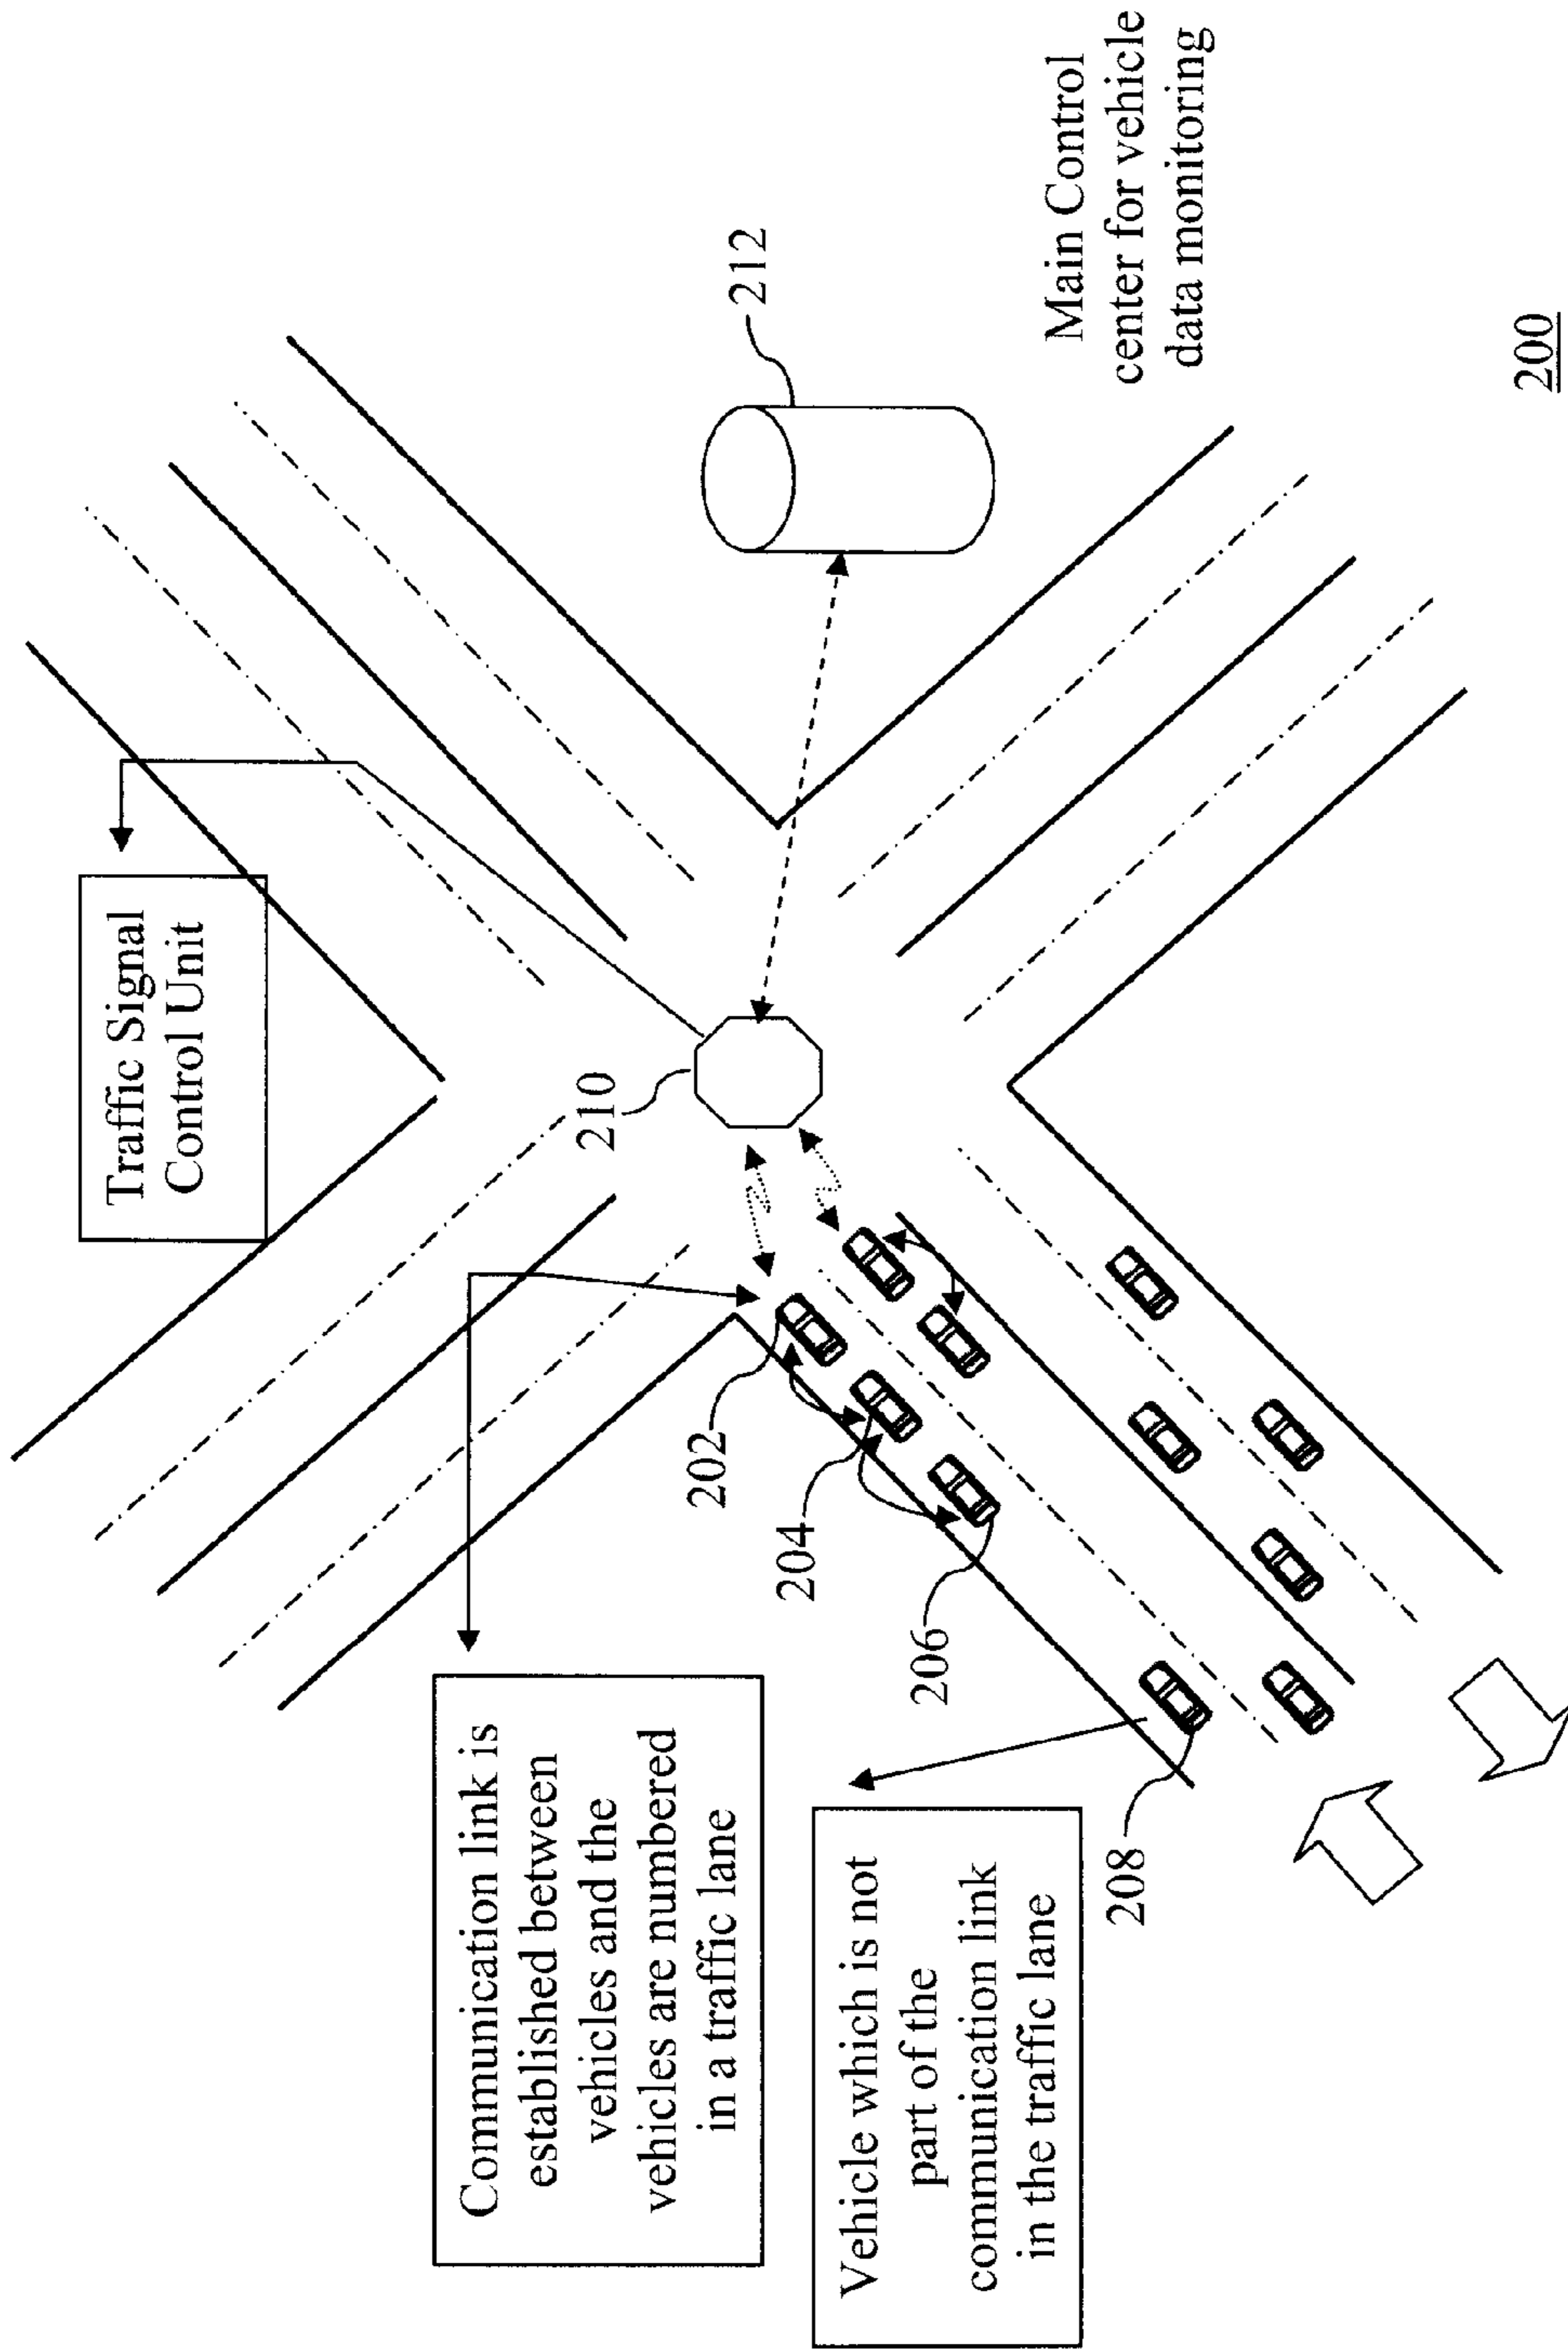 Traffic Signal
Control Unit
210
212
Communication link is
established between
vehicles and the
vehicles are numbered
in a traffic lane
202
204
206
Vehicle which is not
part of the
communication link
in the traffic lane
208
Main Control
center for vehicle
data monitoring
200